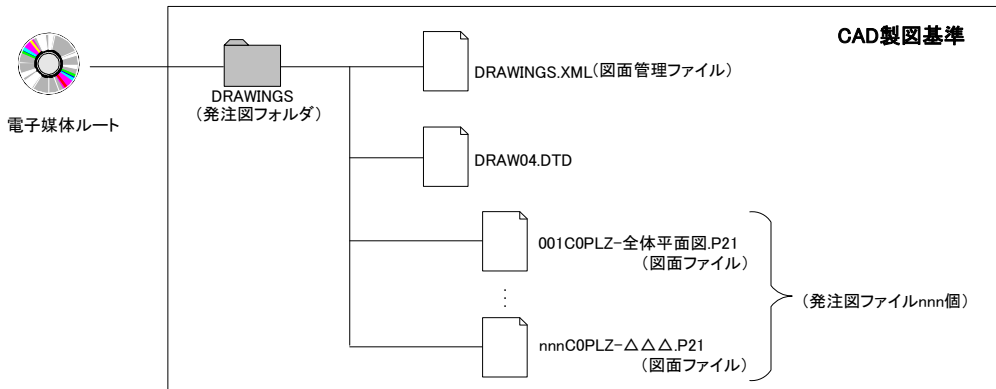 CAD製図基準
電子媒体ルート
DRAWINGS
（発注図フォルダ）
DRAWINGS.XML（図面管理ファイル）
DRAW04.DTD
001C0PLZ-全体平面図.P21
（図面ファイル）
nnnC0PLZ-△△△.P21
（図面ファイル）
（発注図ファイルnnn個）